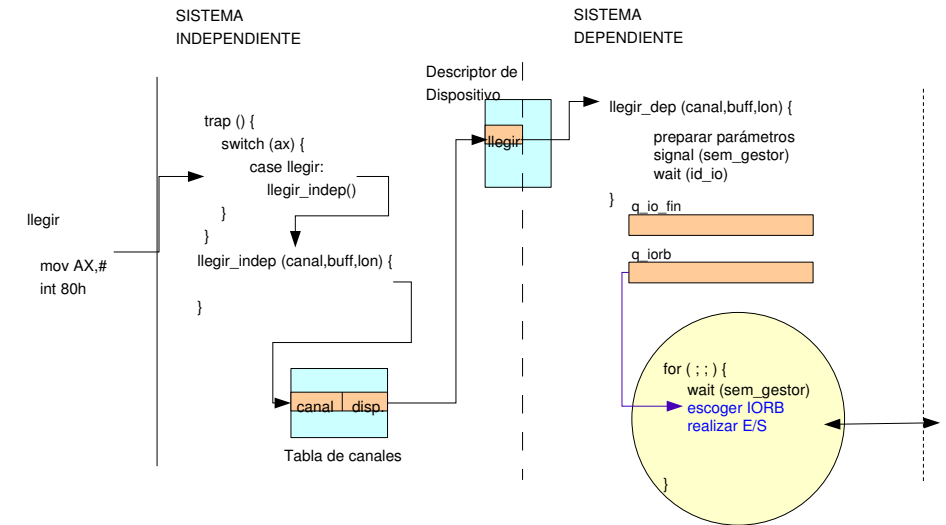 SISTEMA
INDEPENDIENTE
SISTEMA
DEPENDIENTE
llegir
mov AX,#
int 80h
trap () {
switch (ax) {
case llegir:
llegir_indep()
}
}
llegir_indep (canal,buff,lon) {
}
canal
disp.
Tabla de canales
Descriptor de
Dispositivo
llegir
llegir_dep (canal,buff,lon) {
preparar parámetros
signal (sem_gestor)
wait (id_io)
}
q_io_fin
q_iorb
for ( ; ; ) {
wait (sem_gestor)
escoger IORB
realizar E/S
}